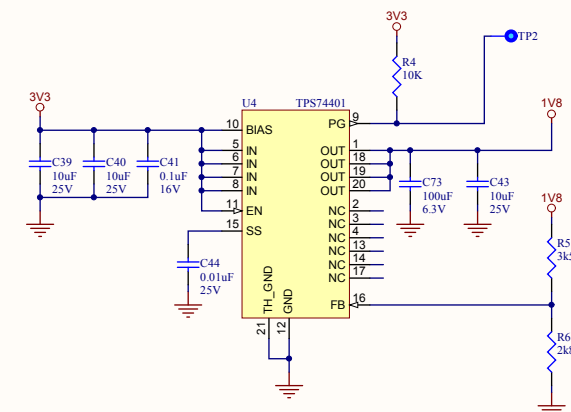 3V3
R4
10K
TP2
3V3
U4
TPS74401
1V8
10
BIAS
PG
9
5
IN
OUT
1
6
IN
OUT
18
7
IN
OUT
19
8
IN
OUT
20
C39
10uF
25V
C40
10uF
25V
C41
0.1uF
16V
C73
100uF
6.3V
C43
10uF
25V
11
EN
NC
2
15
SS
NC
3
NC
4
NC
13
NC
14
NC
17
1V8
C44
0.01uF
25V
R5
FB
16
TH_GND
GND
21
12
R6